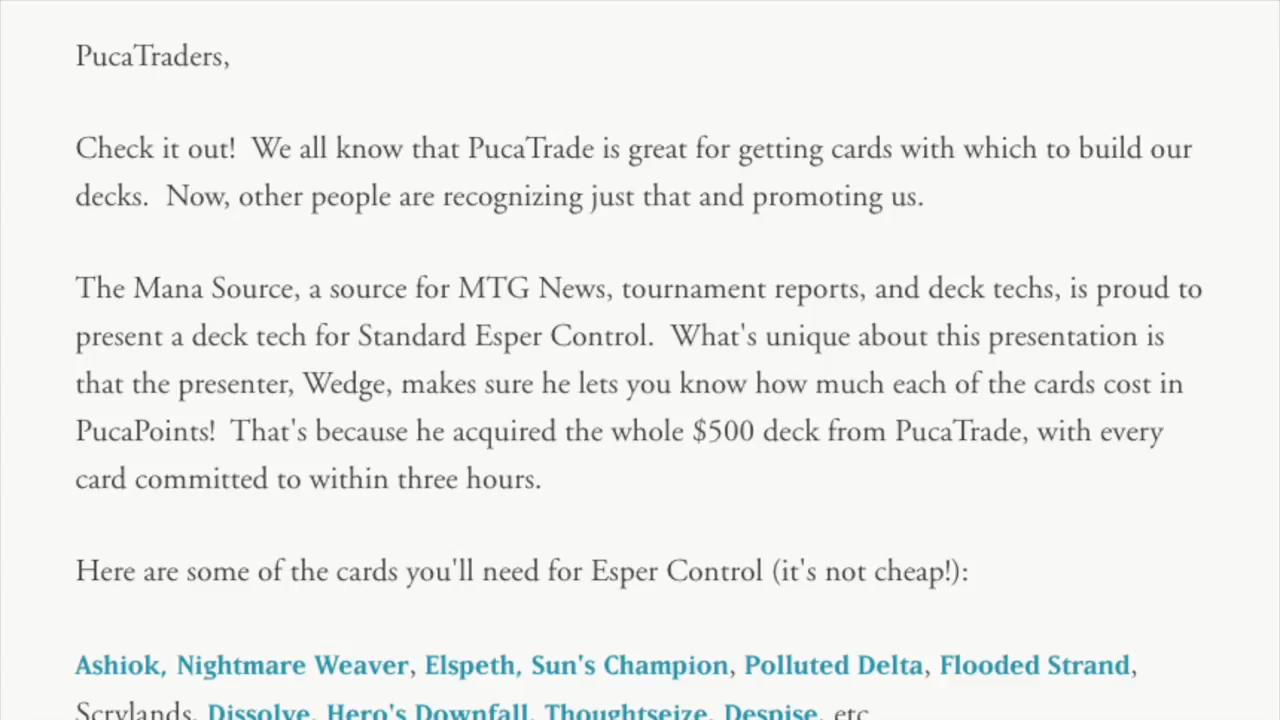 PucaTraders,
Check it out!  We all know that PucaTrade is great for getting cards with which to build our
decks.  Now, other people are recognizing just that and promoting us.
The Mana Source, a source for MTG News, tournament reports, and deck techs, is proud to
present a deck tech for Standard Esper Control.  What's unique about this presentation is
that the presenter, Wedge, makes sure he lets you know how much each of the cards cost in
PucaPoints!  That's because he acquired the whole $500 deck from PucaTrade, with every
card committed to within three hours.
Here are some of the cards you'll need for Esper Control (it's not cheap!):
Ashiok, Nightmare Weaver, Elspeth, Sun's Champion, Polluted Delta, Flooded Strand,
Scrylands, Dissolve, Hero's Downfall, Thoughtseize, Despise, etc